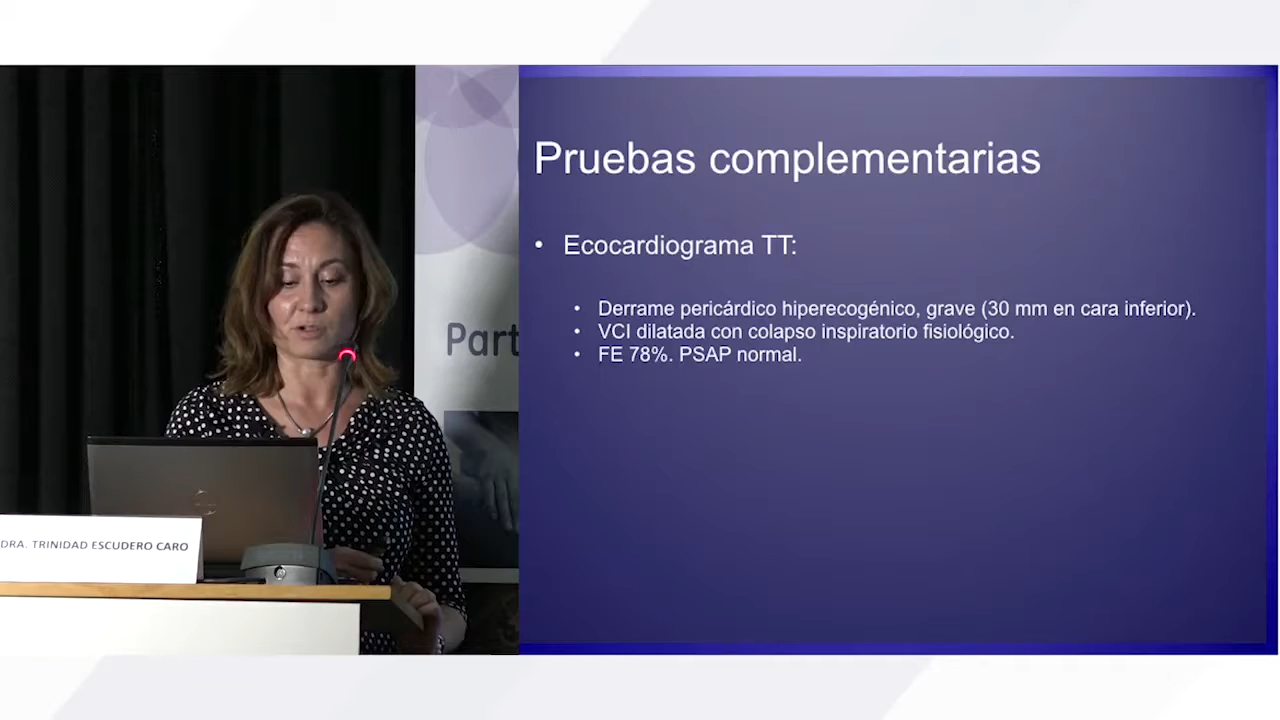 Pruebas complementarias
• Ecocardiograma TT:
• Derrame pericárdico hiperecogénico, grave (30 mm en cara inferior).
• VCI dilatada con colapso inspiratorio fisiológico.
• FE 78%. PSAP normal.
Part
DRA. TRINIDAD ESCUDERO CARO